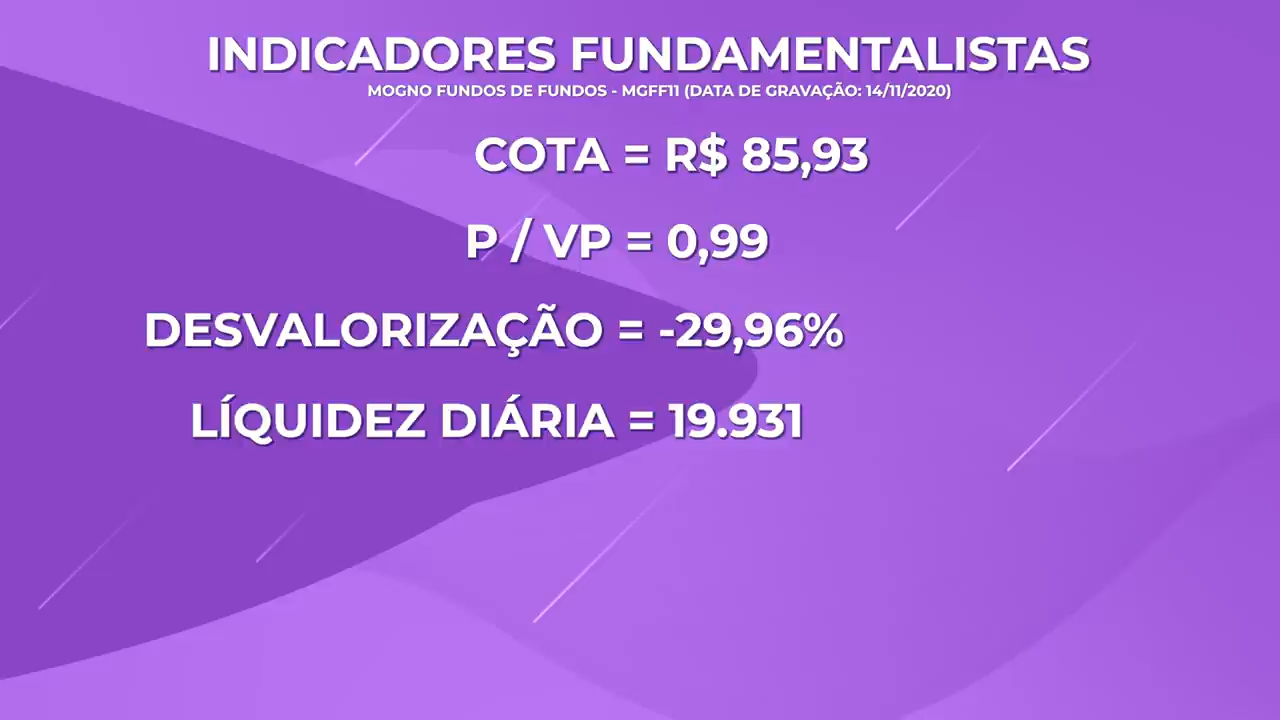 INDICADORES FUNDAMENTALISTAS
MOGNO FUNDOS DE FUNDOS - MGFF11 (DATA DE GRAVAÇÃO: 14/11/2020)
COTA = R$ 85,93
P / VP = 0,99
DESVALORIZAÇÃO = -29,96%
LÍQUIDEZ DIÁRIA = 19.931